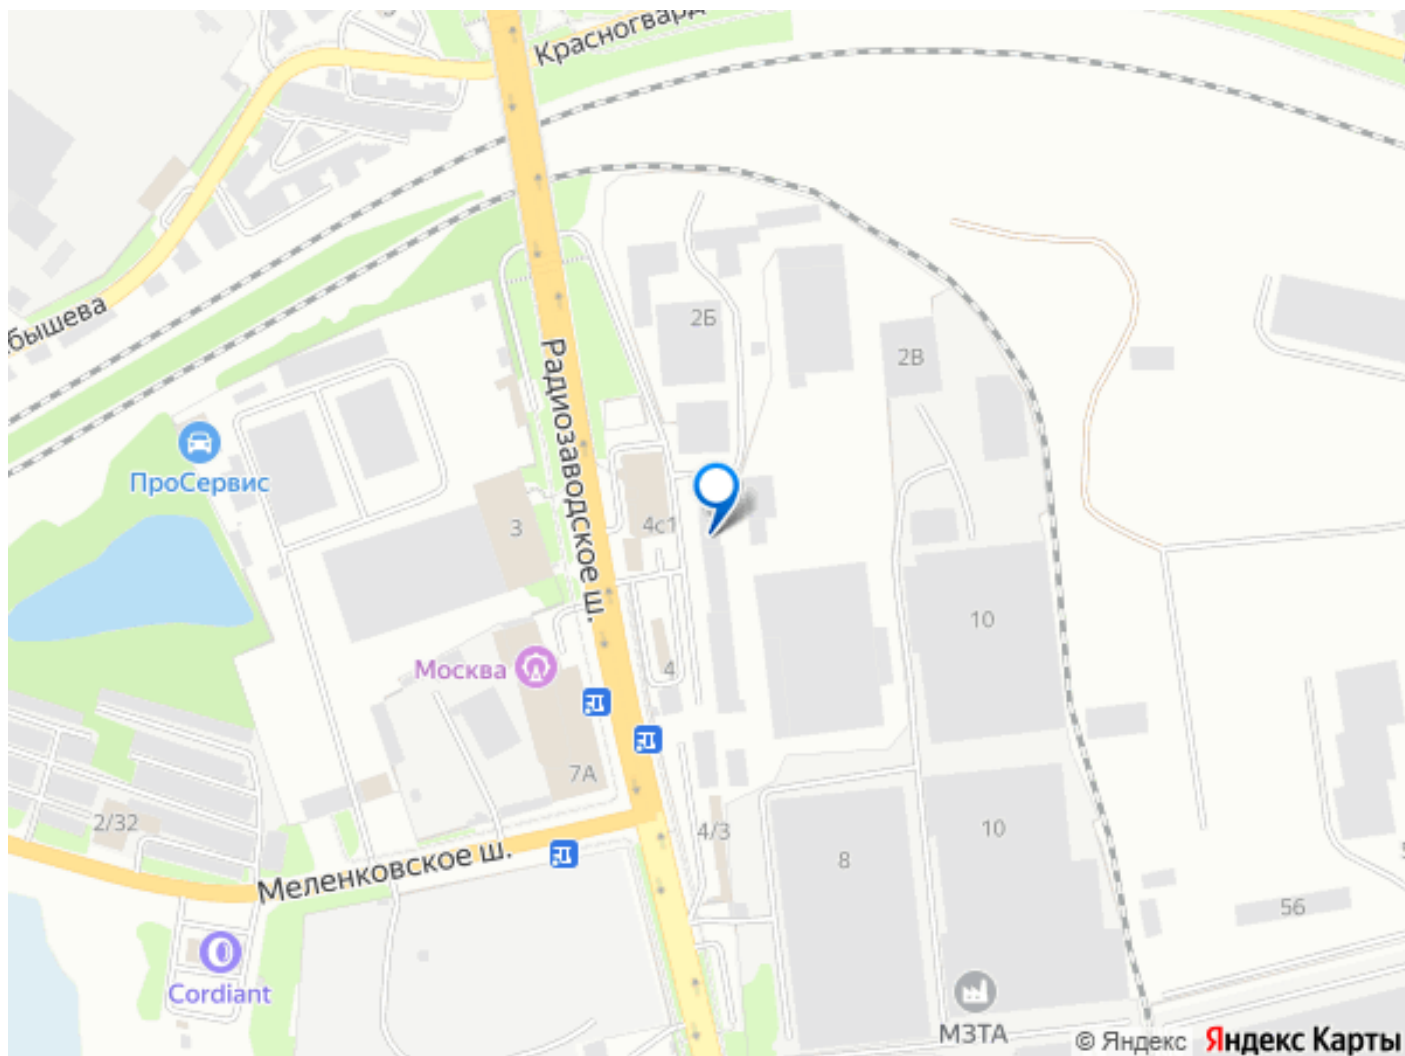 Красногвард
бышева
2Б
2В
Радиозаводское ш.
ПроСервис
3
4с1
10
Москва
4
7А
2/32
4/3
10
8
Меленковское ш.
56
Cordiant
МЗТА
© Яндекс Яндекс Карты